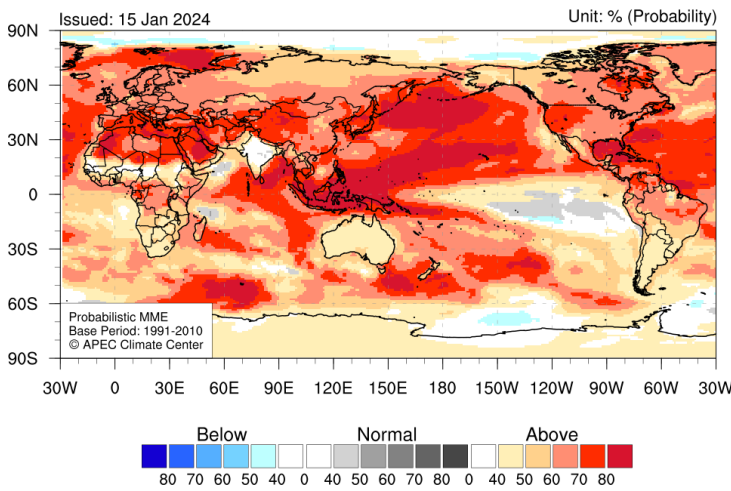 Issued: 15 Jan 2024 Unit: % (Probability)
90N
60N
30N
0
30S
60S
90S
Probabilistic MME
Base Period: 1991-2010
© APEC Climate Center
30W 0 30E 60E 90E 120E 150E 180 150W 120W 90W 60W 30W
Below Normal Above
80 70 60 50 40 0 40 50 60 70 80 0 40 50 60 70 80